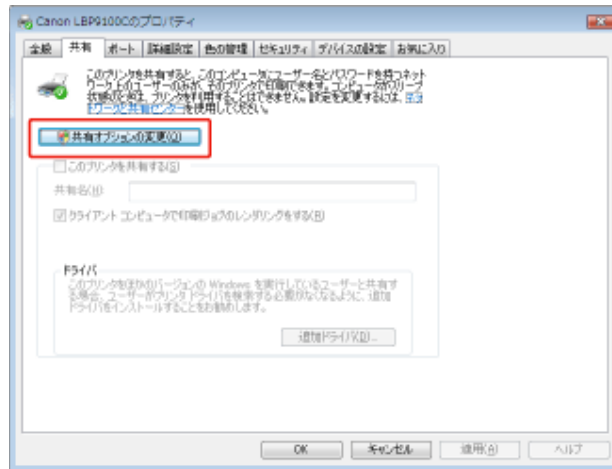 Canon LBP9100Cのプロパティ
全般 共有 ポート 詳細設定 色の管理 セキュリティ デバイスの設定 お気に入り
このプリンタを共有すると、このコンピュータにユーザー名とパスワードを持つネット
ワーク上のユーザーのみが、そのプリンタで印刷できます。コンピュータがスリープ
状態のときは、プリンタを利用することはできません。設定を変更するには、ネッ
トワークと共有センターを使用してください。
共有オプションの変更(O)
このプリンタを共有する(S)
共有名(H)
クライアント コンピュータで印刷ジョブのレンダリングをする(R)
ドライバ
このプリンタをほかのバージョンの Windows を実行しているユーザーと共有す
る場合、ユーザーがプリンタ ドライバを検索する必要がなくなるように、追加
ドライバをインストールすることをお勧めします。
追加ドライバ(D)...
OK キャンセル 適用(A) ヘルプ